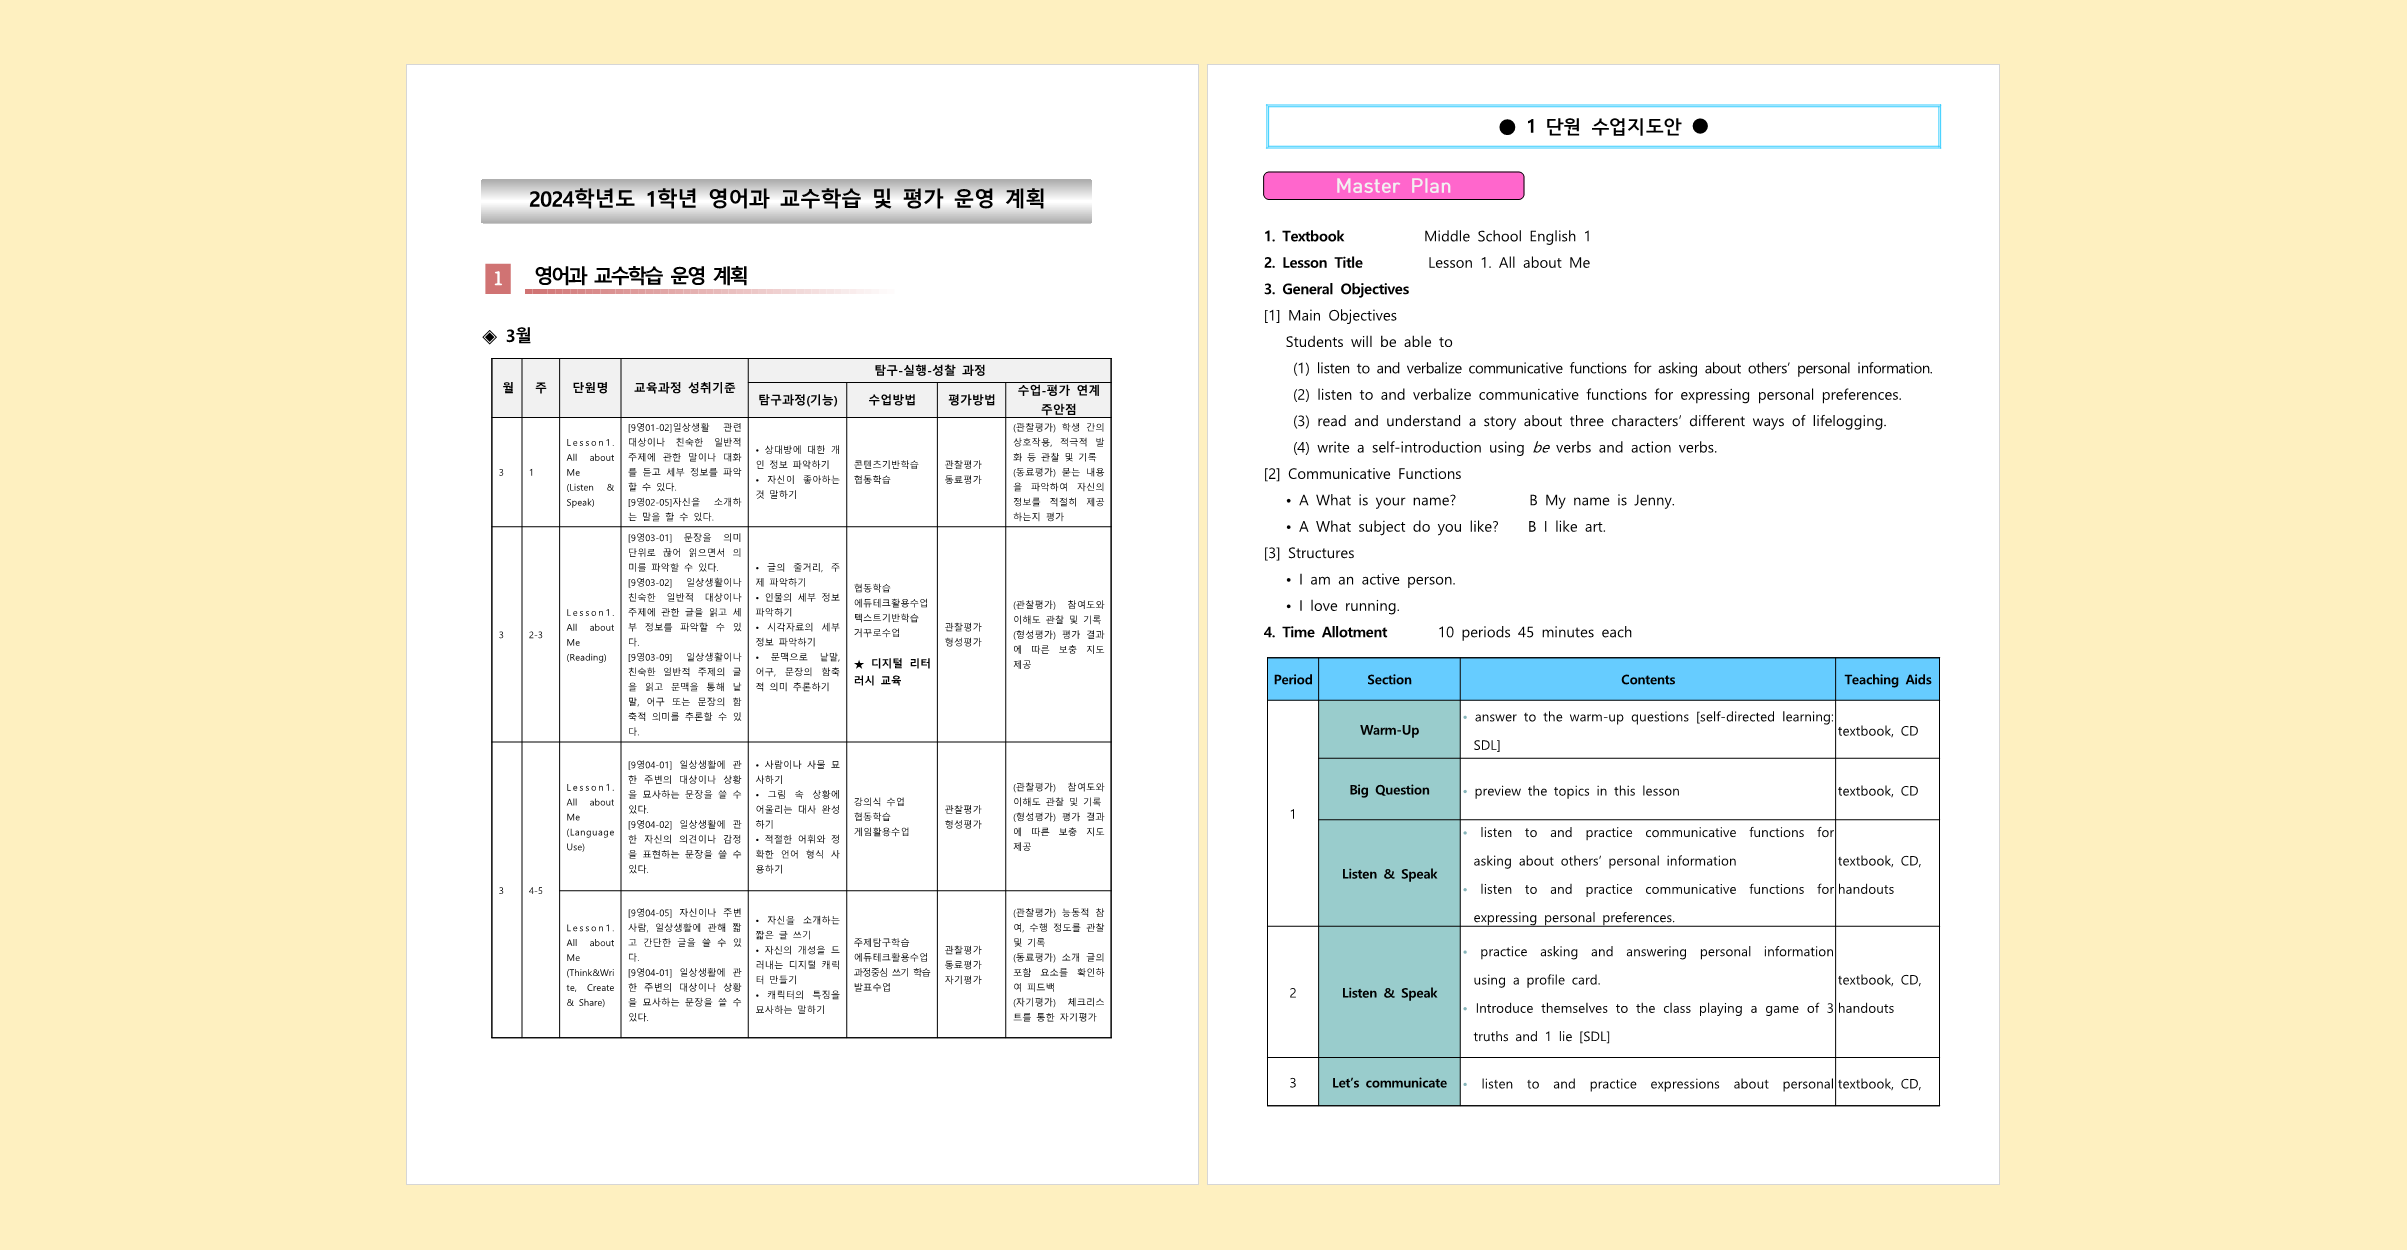 2024학년도 1학년 영어과 교수학습 및 평가 운영 계획
1 영어과 교수학습 운영 계획
◈ 3월
월 주 단원명 교육과정 성취기준 탐구-실행-성찰 과정
탐구과정(기능) 수업방법 평가방법 수업-평가 연계
주안점
3
1
Lesson1.
All about
Me
(Listen &
Speak)
[9영01-02]일상생활 관련
대상이나 친숙한 일반적
주제에 관한 말이나 대화
를 듣고 세부 정보를 파악
할 수 있다.
[9영02-05]자신을 소개하
는 말을 할 수 있다.
• 상대방에 대한 개
인 정보 파악하기
• 자신이 좋아하는
것 말하기
콘텐츠기반학습
협동학습
관찰평가
동료평가
(관찰평가) 학생 간의
상호작용, 적극적 발
화 등 관찰 및 기록
(동료평가) 묻는 내용
을 파악하여 자신의
정보를 적절히 제공
하는지 평가
3
2-3
Lesson1.
All about
Me
(Reading)
[9영03-01] 문장을 의미
단위로 끊어 읽으면서 의
미를 파악할 수 있다.
[9영03-02] 일상생활이나
친숙한 일반적 대상이나
주제에 관한 글을 읽고 세
부 정보를 파악할 수 있
다.
[9영03-09] 일상생활이나
친숙한 일반적 주제의 글
을 읽고 문맥을 통해 낱
말, 어구 또는 문장의 함
축적 의미를 추론할 수 있
다.
• 글의 줄거리, 주
제 파악하기
• 인물의 세부 정보
파악하기
• 시각자료의 세부
정보 파악하기
• 문맥으로 낱말,
어구, 문장의 함축
적 의미 추론하기
협동학습
에듀테크활용수업
텍스트기반학습
거꾸로수업
★ 디지털 리터
러시 교육
관찰평가
형성평가
(관찰평가) 참여도와
이해도 관찰 및 기록
(형성평가) 평가 결과
에 따른 보충 지도
제공
3
4-5
Lesson1.
All about
Me
(Language
Use)
[9영04-01] 일상생활에 관
한 주변의 대상이나 상황
을 묘사하는 문장을 쓸 수
있다.
[9영04-02] 일상생활에 관
한 자신의 의견이나 감정
을 표현하는 문장을 쓸 수
있다.
• 사람이나 사물 묘
사하기
• 그림 속 상황에
어울리는 대사 완성
하기
• 적절한 어휘와 정
확한 언어 형식 사
용하기
강의식 수업
협동학습
게임활용수업
관찰평가
형성평가
(관찰평가) 참여도와
이해도 관찰 및 기록
(형성평가) 평가 결과
에 따른 보충 지도
제공
Lesson1.
All about
Me
(Think&Wri
te, Create
& Share)
[9영04-05] 자신이나 주변
사람, 일상생활에 관해 짧
고 간단한 글을 쓸 수 있
다.
[9영04-01] 일상생활에 관
한 주변의 대상이나 상황
을 묘사하는 문장을 쓸 수
있다.
• 자신을 소개하는
짧은 글 쓰기
• 자신의 개성을 드
러내는 디지털 캐릭
터 만들기
• 캐릭터의 특징을
묘사하는 말하기
주제탐구학습
에듀테크활용수업
과정중심 쓰기 학습
발표수업
관찰평가
동료평가
자기평가
(관찰평가) 능동적 참
여, 수행 정도를 관찰
및 기록
(동료평가) 소개 글의
포함 요소를 확인하
여 피드백
(자기평가) 체크리스
트를 통한 자기평가
● 1 단원 수업지도안 ●
Master Plan
1. Textbook Middle School English 1
2. Lesson Title Lesson 1. All about Me
3. General Objectives
[1] Main Objectives
Students will be able to
(1) listen to and verbalize communicative functions for asking about others’ personal information.
(2) listen to and verbalize communicative functions for expressing personal preferences.
(3) read and understand a story about three characters’ different ways of lifelogging.
(4) write a self-introduction using be verbs and action verbs.
[2] Communicative Functions
• A What is your name? B My name is Jenny.
• A What subject do you like? B I like art.
[3] Structures
• I am an active person.
• I love running.
4. Time Allotment 10 periods 45 minutes each
Period Section Contents Teaching Aids
1
Warm-Up
• answer to the warm-up questions [self-directed learning:
SDL]
textbook, CD
Big Question
• preview the topics in this lesson
textbook, CD
Listen & Speak
• listen to and practice communicative functions for
asking about others’ personal information
• listen to and practice communicative functions for
expressing personal preferences.
textbook, CD,
handouts
2
Listen & Speak
• practice asking and answering personal information
using a profile card.
• Introduce themselves to the class playing a game of 3
truths and 1 lie [SDL]
textbook, CD,
handouts
3
Let’s communicate
• listen to and practice expressions about personal
textbook, CD,